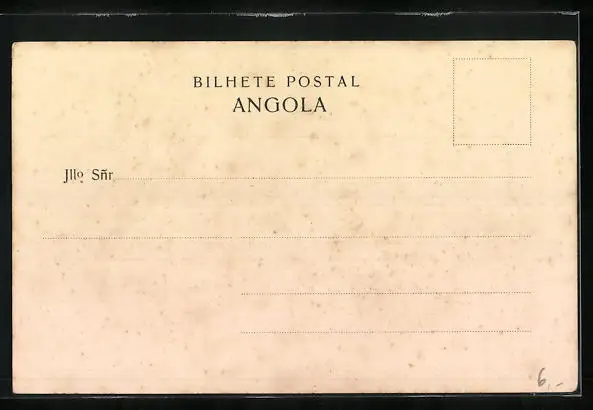 BILHETE POSTAL
ANGOLA
Jllo Sñr
6,-